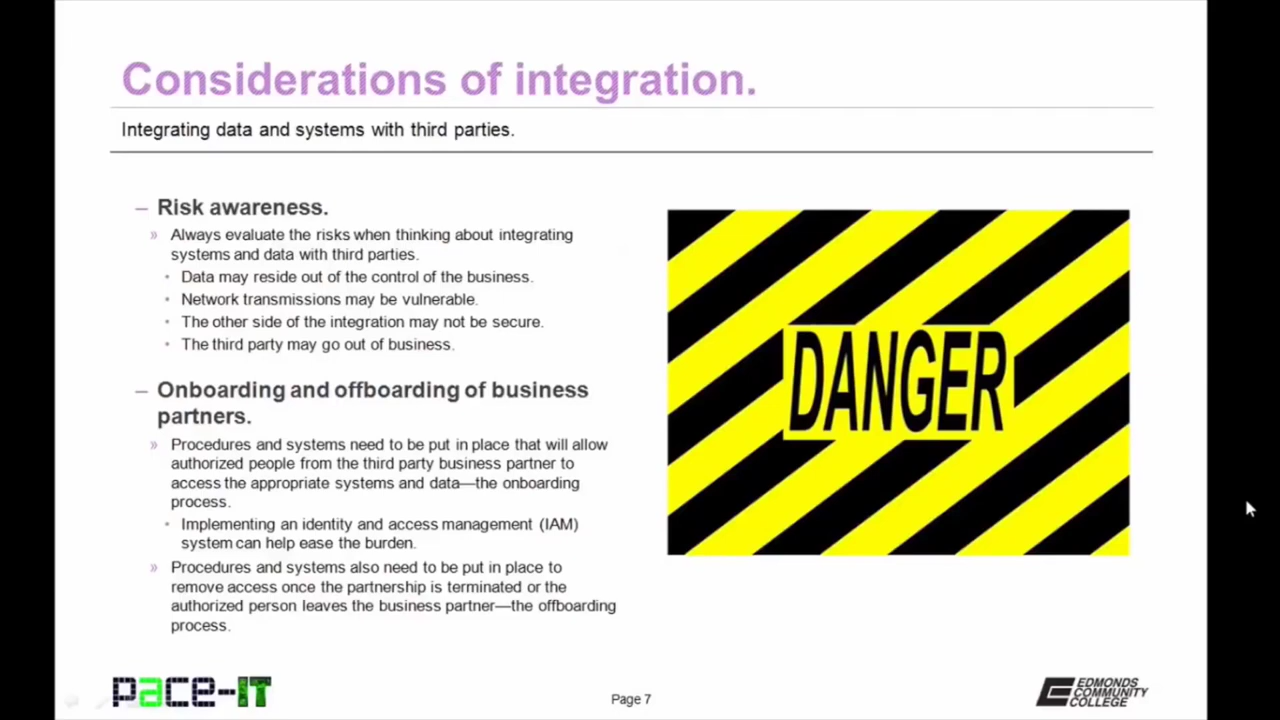 Considerations of integration.
Integrating data and systems with third parties.
– Risk awareness.
» Always evaluate the risks when thinking about integrating
systems and data with third parties.
• Data may reside out of the control of the business.
• Network transmissions may be vulnerable.
• The other side of the integration may not be secure.
• The third party may go out of business.
– Onboarding and offboarding of business
partners.
» Procedures and systems need to be put in place that will allow
authorized people from the third party business partner to
access the appropriate systems and data—the onboarding
process.
• Implementing an identity and access management (IAM)
system can help ease the burden.
» Procedures and systems also need to be put in place to
remove access once the partnership is terminated or the
authorized person leaves the business partner—the offboarding
process.
DANGER
pace-IT
Page 7
EDMONDS
COMMUNITY
COLLEGE